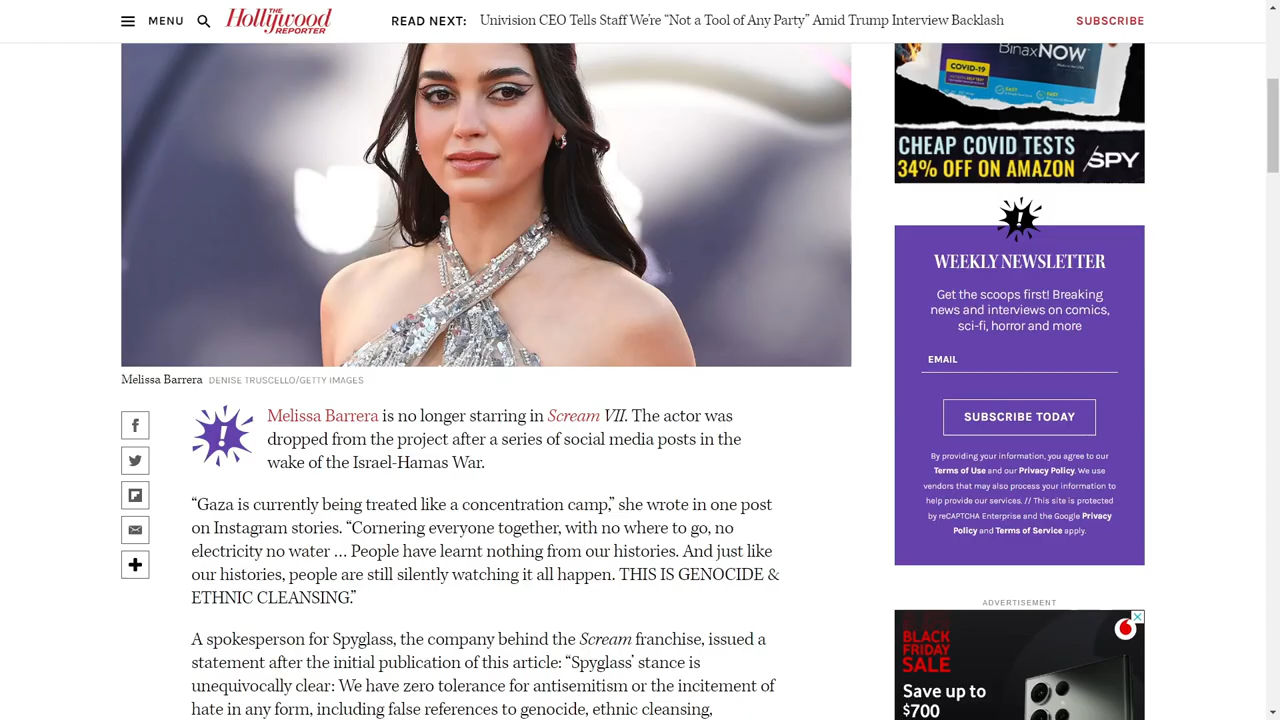 MENU
The
Hollywood
REPORTER
READ NEXT:
Univision CEO Tells Staff We're “Not a Tool of Any Party” Amid Trump Interview Backlash
SUBSCRIBE
BinaxNOW
COVID-19
CHEAP COVID TESTS
34% OFF ON AMAZON
SPY
Melissa Barrera DENISE TRUSCELLO/GETTY IMAGES
!
Melissa Barrera is no longer starring in Scream VII. The actor was
dropped from the project after a series of social media posts in the
wake of the Israel-Hamas War.
“Gaza is currently being treated like a concentration camp,” she wrote in one post
on Instagram stories. “Cornering everyone together, with no where to go, no
electricity no water … People have learnt nothing from our histories. And just like
our histories, people are still silently watching it all happen. THIS IS GENOCIDE &
ETHNIC CLEANSING.”
A spokesperson for Spyglass, the company behind the Scream franchise, issued a
statement after the initial publication of this article: “Spyglass’ stance is
unequivocally clear: We have zero tolerance for antisemitism or the incitement of
hate in any form, including false references to genocide, ethnic cleansing,
!
WEEKLY NEWSLETTER
Get the scoops first! Breaking
news and interviews on comics,
sci-fi, horror and more
EMAIL
SUBSCRIBE TODAY
By providing your information, you agree to our
Terms of Use and our Privacy Policy. We use
vendors that may also process your information to
help provide our services. // This site is protected
by reCAPTCHA Enterprise and the Google Privacy
Policy and Terms of Service apply.
ADVERTISEMENT
BLACK
FRIDAY
SALE
Save up to
$700